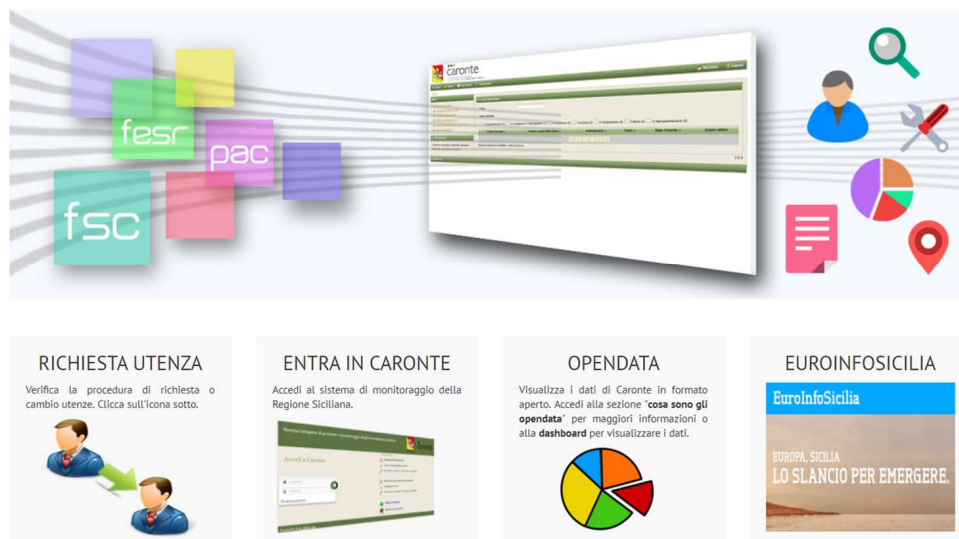 fesr
pac
fsc
caronte
RICHIESTA UTENZA
Verifica la procedura di richiesta o
cambio utenze. Clicca sull'icona sotto.
ENTRA IN CARONTE
Accedi al sistema di monitoraggio della
Regione Siciliana.
Accedi a Caronte
Caronte
OPENDATA
Visualizza i dati di Caronte in formato
aperto. Accedi alla sezione "cosa sono gli
opendata" per maggiori informazioni o
alla dashboard per visualizzare i dati.
EUROINFOSICILIA
EuroInfoSicilia
EUROPA, SICILIA
LO SLANCIO PER EMERGERE.